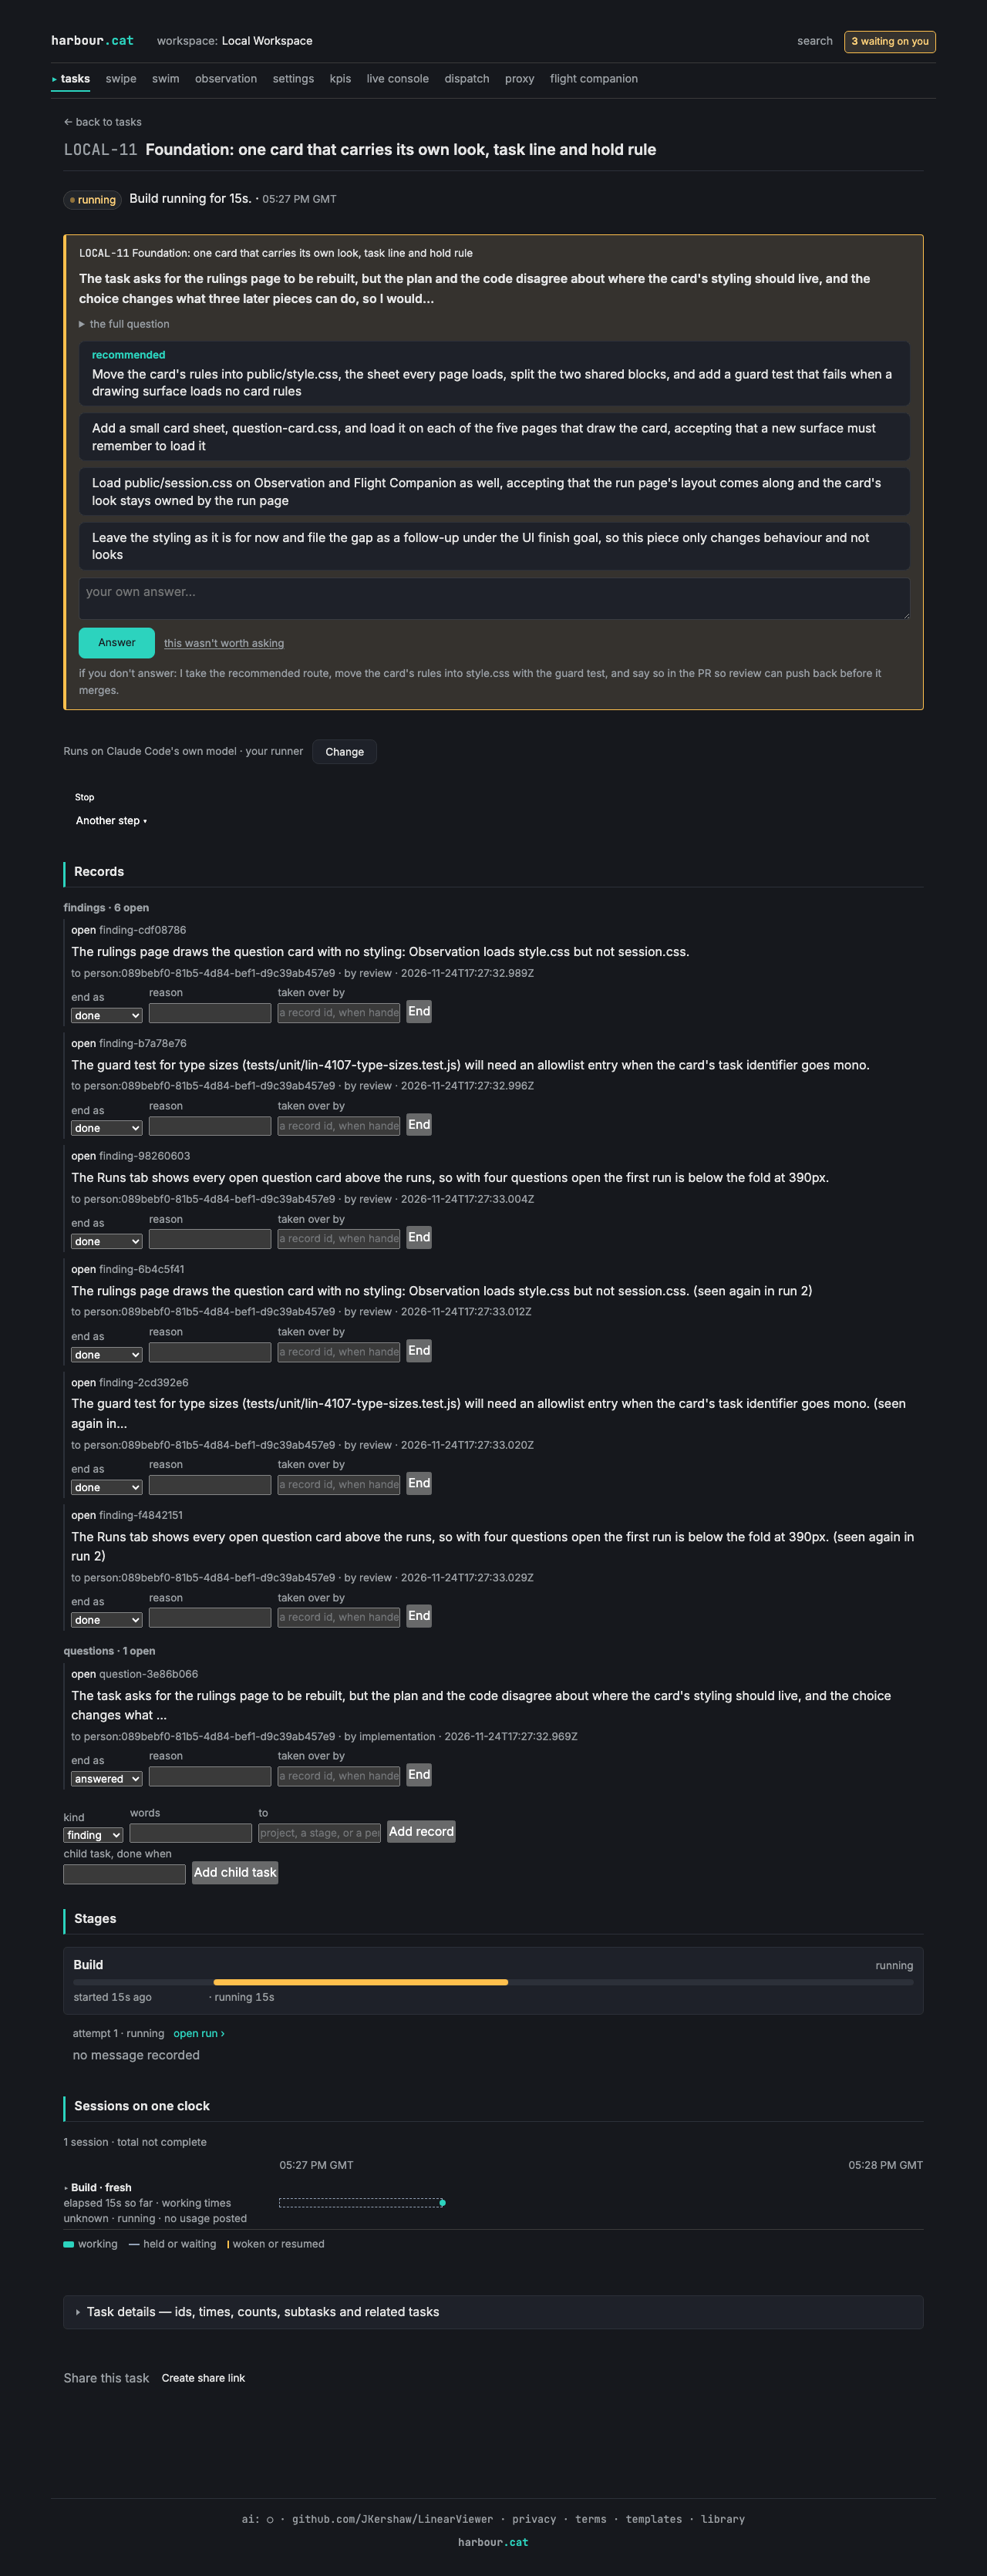 harbour.cat workspace: Local Workspace search 3 waiting on you
▸ tasks swipe swim observation settings kpis live console dispatch proxy flight companion
← back to tasks
LOCAL-11 Foundation: one card that carries its own look, task line and hold rule
running Build running for 15s. · 05:27 PM GMT
LOCAL-11 Foundation: one card that carries its own look, task line and hold rule
The task asks for the rulings page to be rebuilt, but the plan and the code disagree about where the card's styling should live, and the
choice changes what three later pieces can do, so I would…
▶ the full question
recommended
Move the card's rules into public/style.css, the sheet every page loads, split the two shared blocks, and add a guard test that fails when a
drawing surface loads no card rules
Add a small card sheet, question-card.css, and load it on each of the five pages that draw the card, accepting that a new surface must
remember to load it
Load public/session.css on Observation and Flight Companion as well, accepting that the run page's layout comes along and the card's
look stays owned by the run page
Leave the styling as it is for now and file the gap as a follow-up under the UI finish goal, so this piece only changes behaviour and not
looks
your own answer…
Answer this wasn't worth asking
if you don't answer: I take the recommended route, move the card's rules into style.css with the guard test, and say so in the PR so review can push back before it
merges.
Runs on Claude Code's own model · your runner Change
Stop
Another step ▾
Records
findings · 6 open
open finding-cdf08786
The rulings page draws the question card with no styling: Observation loads style.css but not session.css.
to person:089bebf0-81b5-4d84-bef1-d9c39ab457e9 · by review · 2026-11-24T17:27:32.989Z
end as reason taken over by
done a record id, when hande End
open finding-b7a78e76
The guard test for type sizes (tests/unit/lin-4107-type-sizes.test.js) will need an allowlist entry when the card's task identifier goes mono.
to person:089bebf0-81b5-4d84-bef1-d9c39ab457e9 · by review · 2026-11-24T17:27:32.996Z
end as reason taken over by
done a record id, when hande End
open finding-98260603
The Runs tab shows every open question card above the runs, so with four questions open the first run is below the fold at 390px.
to person:089bebf0-81b5-4d84-bef1-d9c39ab457e9 · by review · 2026-11-24T17:27:33.004Z
end as reason taken over by
done a record id, when hande End
open finding-6b4c5f41
The rulings page draws the question card with no styling: Observation loads style.css but not session.css. (seen again in run 2)
to person:089bebf0-81b5-4d84-bef1-d9c39ab457e9 · by review · 2026-11-24T17:27:33.012Z
end as reason taken over by
done a record id, when hande End
open finding-2cd392e6
The guard test for type sizes (tests/unit/lin-4107-type-sizes.test.js) will need an allowlist entry when the card's task identifier goes mono. (seen
again in…
to person:089bebf0-81b5-4d84-bef1-d9c39ab457e9 · by review · 2026-11-24T17:27:33.020Z
end as reason taken over by
done a record id, when hande End
open finding-f4842151
The Runs tab shows every open question card above the runs, so with four questions open the first run is below the fold at 390px. (seen again in
run 2)
to person:089bebf0-81b5-4d84-bef1-d9c39ab457e9 · by review · 2026-11-24T17:27:33.029Z
end as reason taken over by
done a record id, when hande End
questions · 1 open
open question-3e86b066
The task asks for the rulings page to be rebuilt, but the plan and the code disagree about where the card's styling should live, and the choice
changes what …
to person:089bebf0-81b5-4d84-bef1-d9c39ab457e9 · by implementation · 2026-11-24T17:27:32.969Z
end as reason taken over by
answered a record id, when hande End
kind words to
finding project, a stage, or a pe Add record
child task, done when
Add child task
Stages
Build running
started 15s ago · running 15s
attempt 1 · running open run ›
no message recorded
Sessions on one clock
1 session · total not complete
05:27 PM GMT 05:28 PM GMT
▸ Build · fresh
elapsed 15s so far · working times
unknown · running · no usage posted
working held or waiting woken or resumed
▸ Task details — ids, times, counts, subtasks and related tasks
Share this task Create share link
ai: ○ · github.com/JKershaw/LinearViewer · privacy · terms · templates · library
harbour.cat